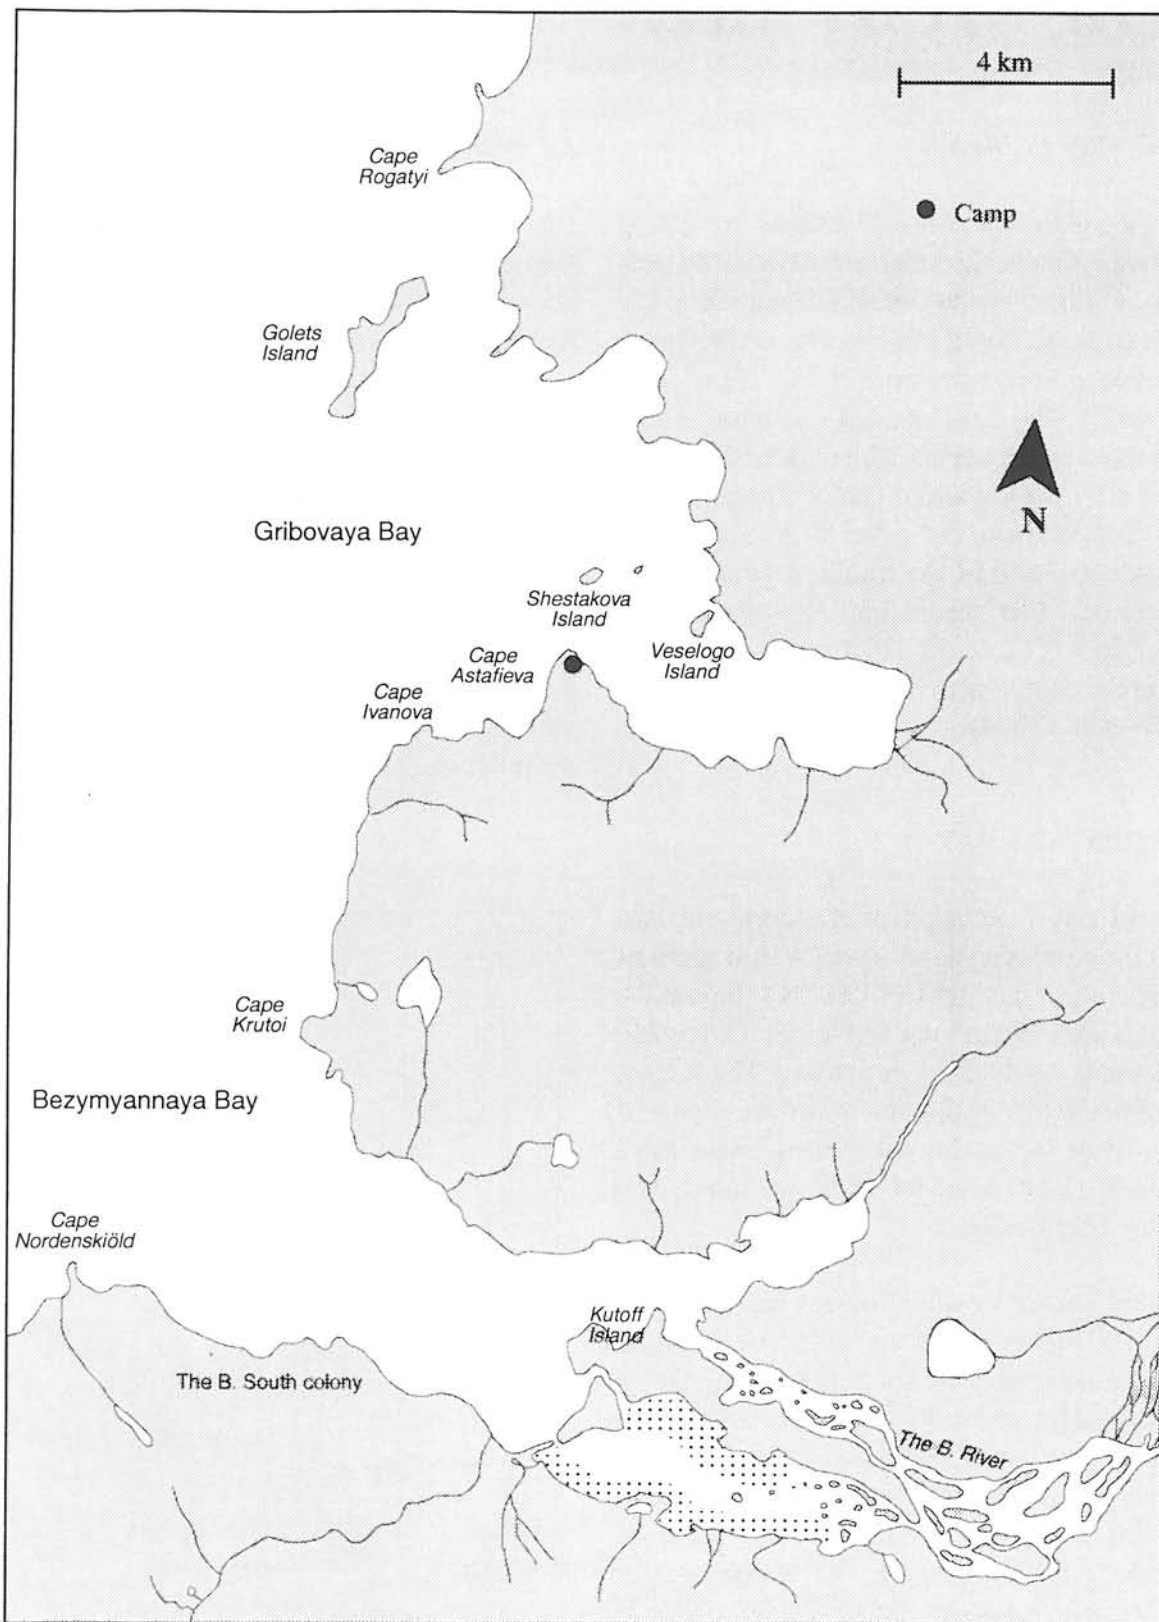 4 km
Camp
Cape
Rogatyi
Golets
Island
N
Gribovaya Bay
Shestakova
Island
Cape
Astafieva
Veselogo
Island
Cape
Ivanova
Cape
Krutoi
Bezymyannaya Bay
Cape
Nordenskiöld
Kutoff
Island
The B. South colony
The B. River